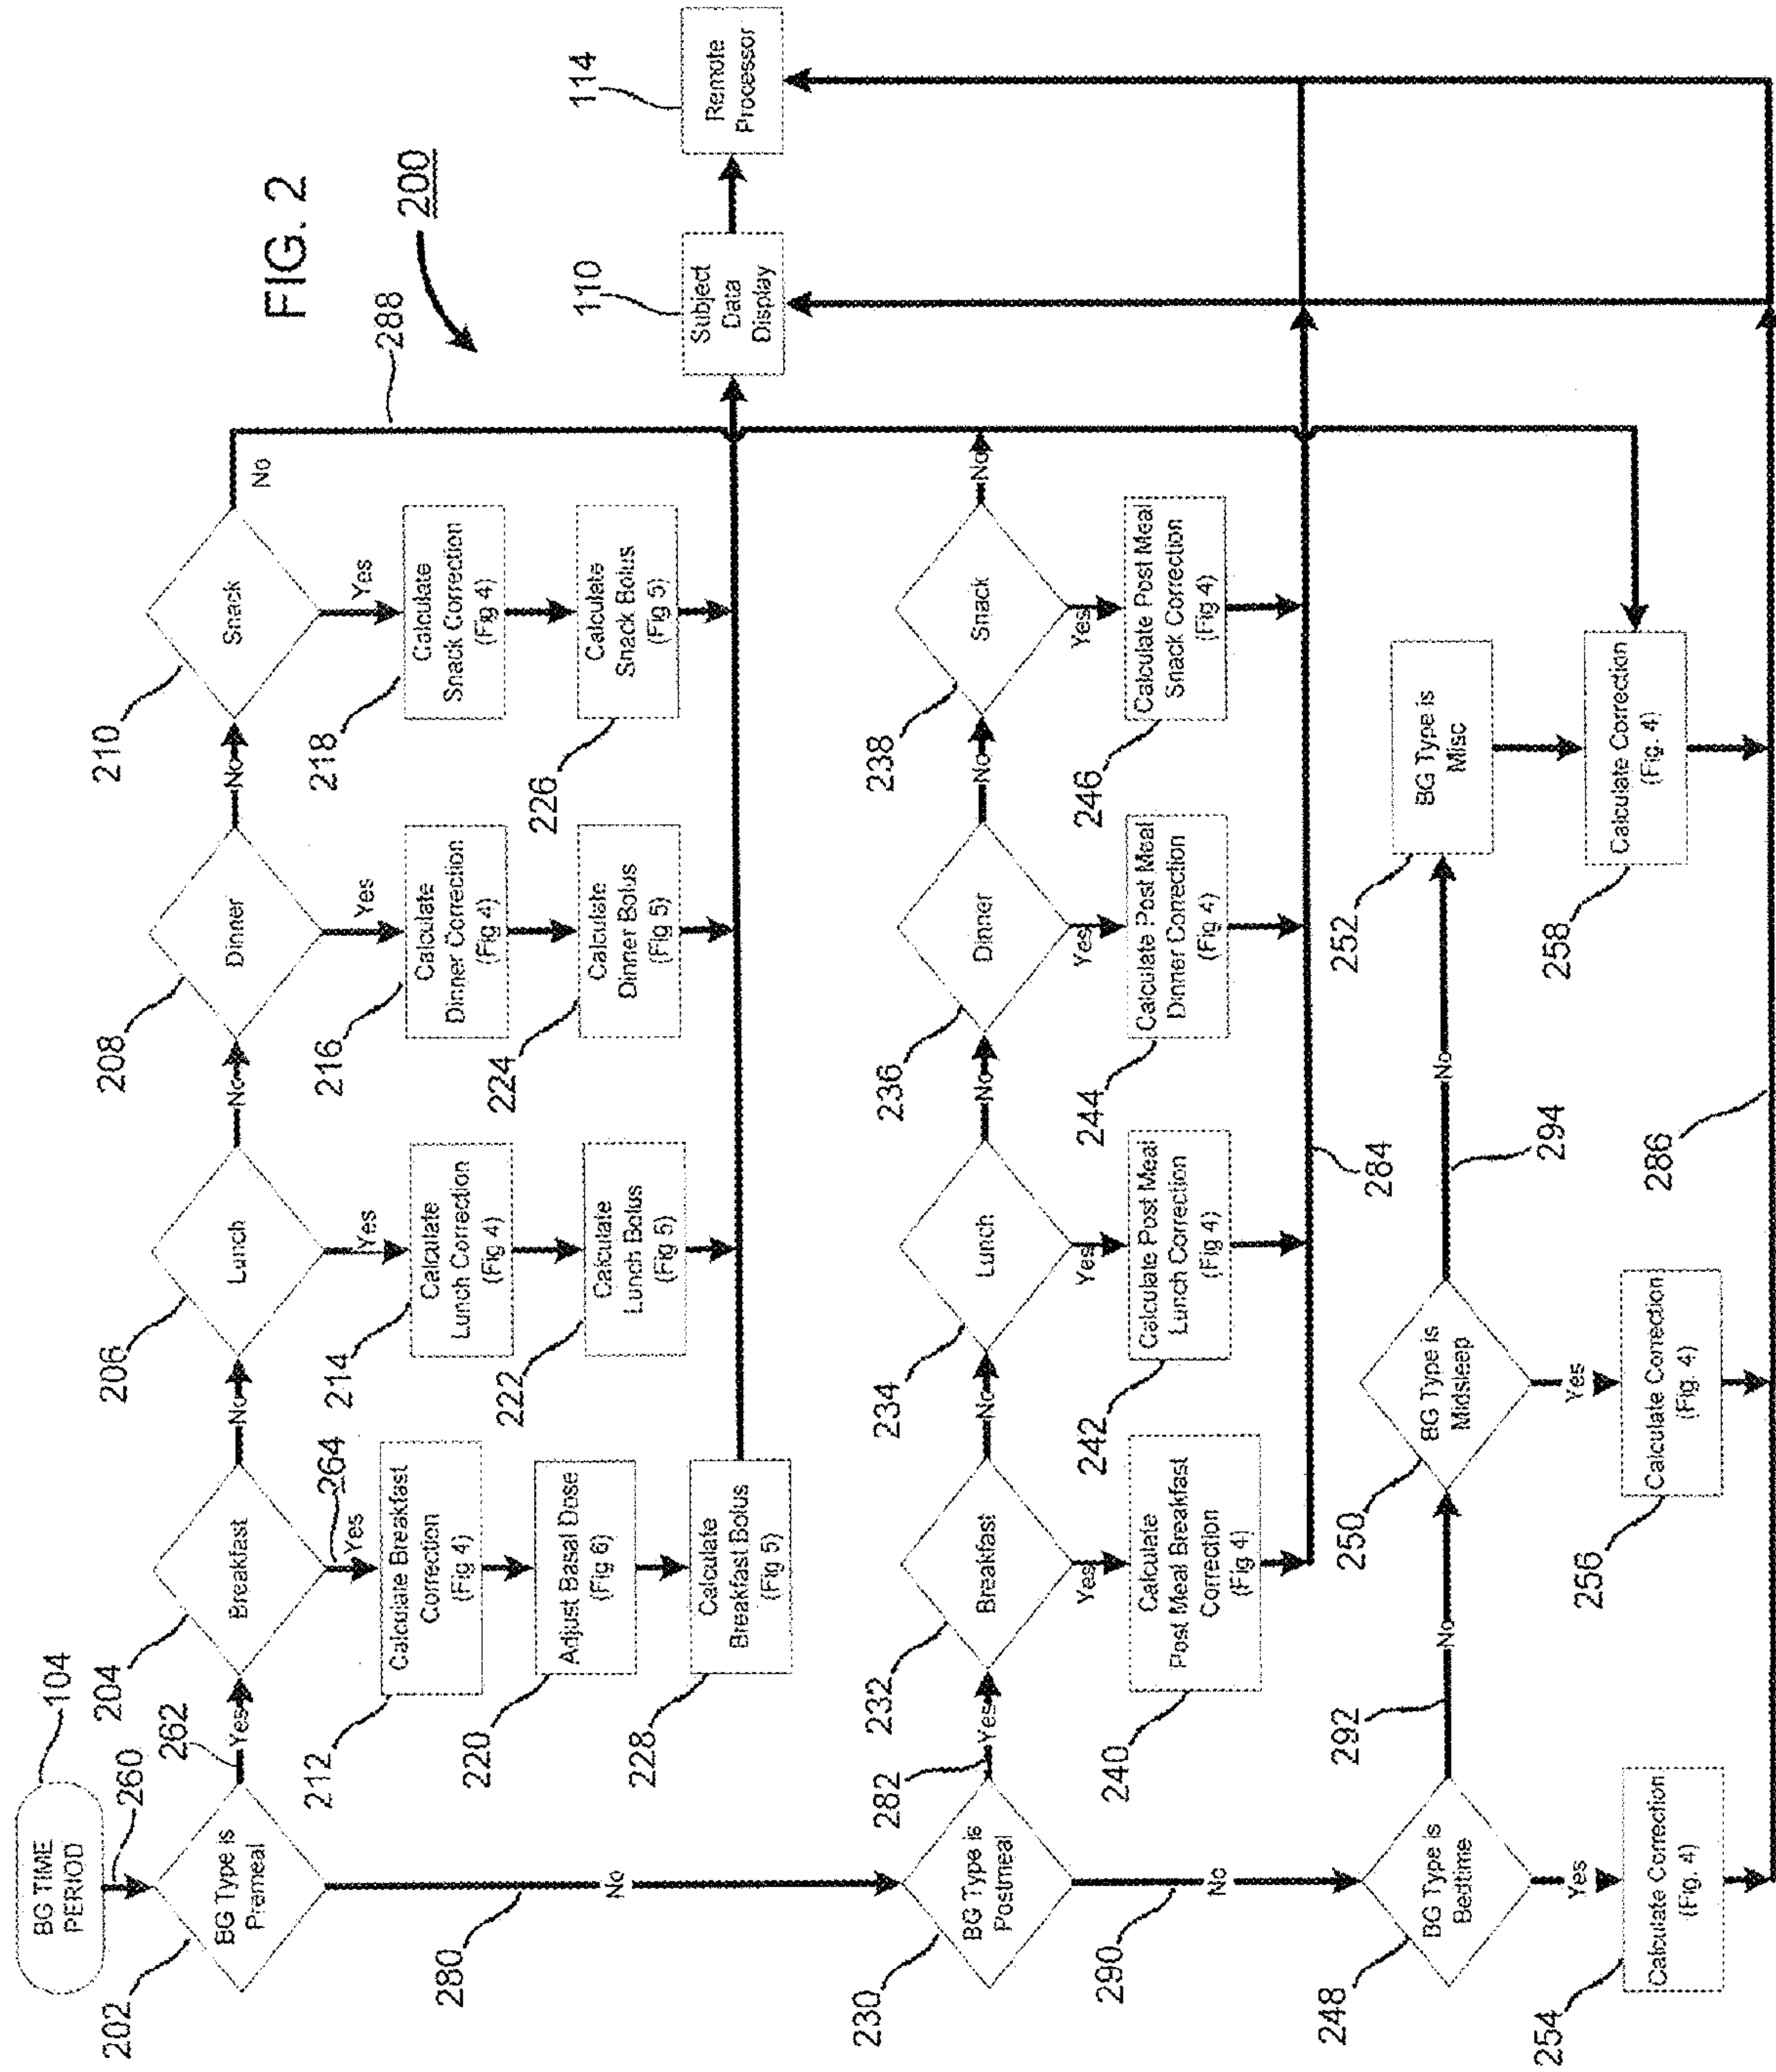 FIG. 2
200
BG TIME
PERIOD
104
260
202
BG Type is
Premeal
262
Yes
204
Breakfast
No
206
Lunch
No
208
Dinner
No
210
Snack
No
288
264
Yes
212
Calculate Breakfast
Correction
(Fig 4)
Yes
214
Calculate
Lunch Correction
(Fig 4)
Yes
216
Calculate
Dinner Correction
(Fig 4)
Yes
218
Calculate
Snack Correction
(Fig 4)
220
Adjust Basal Dose
(Fig 6)
222
Calculate
Lunch Bolus
(Fig 5)
224
Calculate
Dinner Bolus
(Fig 5)
226
Calculate
Snack Bolus
(Fig 5)
228
Calculate
Breakfast Bolus
(Fig 5)
110
Subject
Data
Display
114
Remote
Processor
280
No
230
BG Type is
Postmeal
282
Yes
232
Breakfast
No
234
Lunch
No
236
Dinner
No
238
Snack
No
Yes
240
Calculate
Post Meal Breakfast
Correction
(Fig 4)
Yes
242
Calculate Post Meal
Lunch Correction
(Fig 4)
Yes
244
Calculate Post Meal
Dinner Correction
(Fig 4)
Yes
246
Calculate Post Meal
Snack Correction
(Fig 4)
284
290
No
248
BG Type is
Bedtime
292
No
250
BG Type is
Midsleep
294
No
252
BG Type is
Misc
Yes
254
Calculate Correction
(Fig. 4)
Yes
256
Calculate Correction
(Fig. 4)
258
Calculate Correction
(Fig. 4)
286